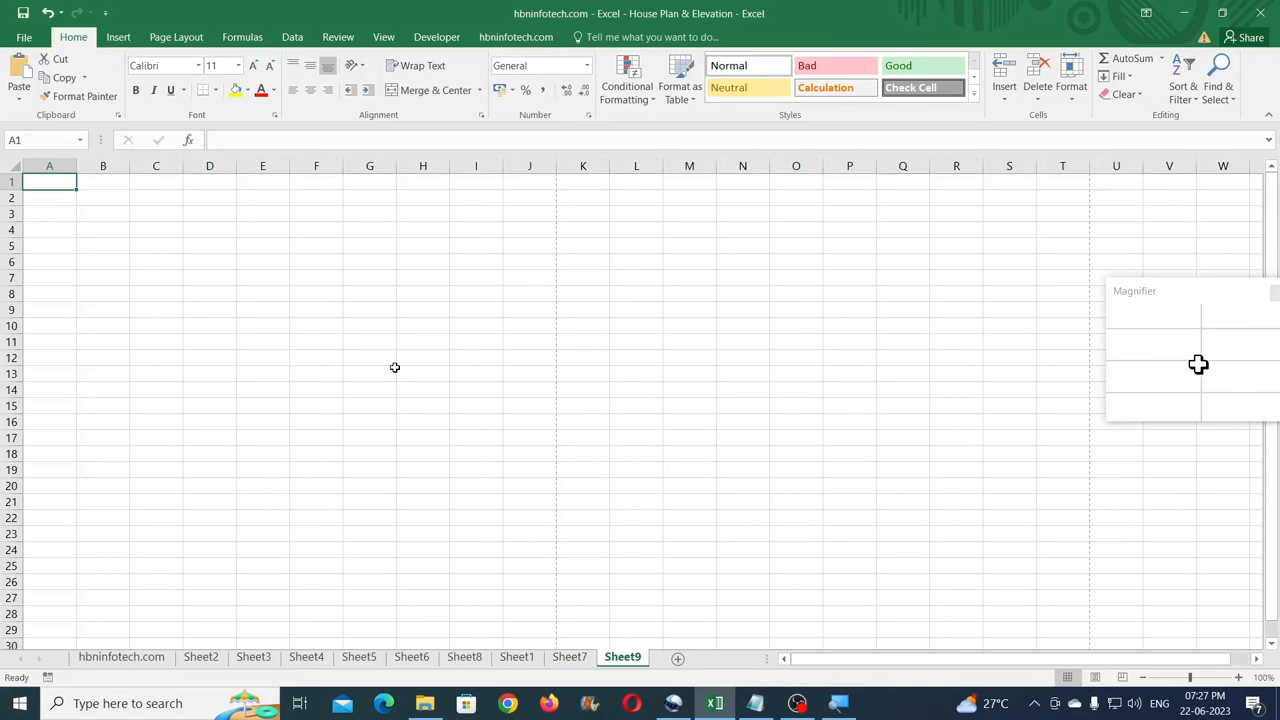 hbninfotech.com - Excel - House Plan & Elevation - Excel
File Home Insert Page Layout Formulas Data Review View Developer hbninfotech.com Tell me what you want to do... Share
Cut Calibri 11 Wrap Text General Normal Bad Good AutoSum
Paste Copy Conditional Format as Insert Delete Format Fill Sort & Find &
Format Painter B I U A Merge & Center % , Formatting Table Neutral Calculation Check Cell Clear Filter Select
Clipboard Font Alignment Number Styles Cells Editing
A1 fx
A B C D E F G H I J K L M N O P Q R S T U V W
1
2
3
4
5
6
7
8
9
10
11
12
13
14
15
16
17
18
19
20
21
22
23
24
25
26
27
28
29
30
Magnifier
hbninfotech.com Sheet2 Sheet3 Sheet4 Sheet5 Sheet6 Sheet8 Sheet1 Sheet7 Sheet9
Ready 100%
Type here to search 27°C ENG 07:27 PM
22-06-2023